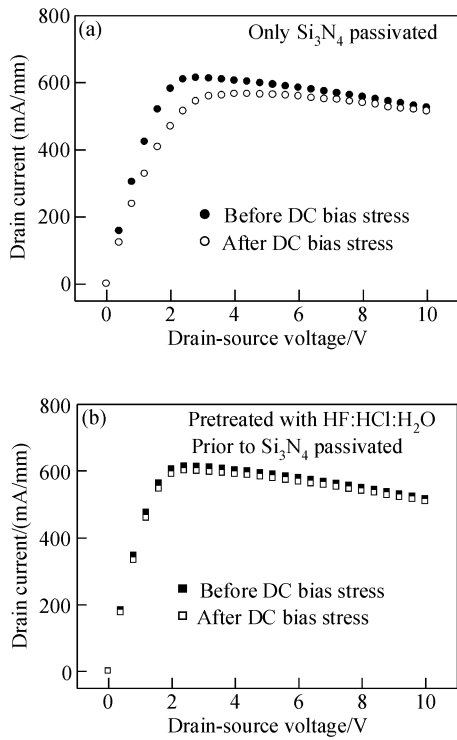 800
(a)
Only Si₃N₄ passivated
600
400
200
0
Drain current (mA/mm)
Before DC bias stress
After DC bias stress
0 2 4 6 8 10
Drain-source voltage/V
800
(b)
Pretreated with HF:HCl:H₂O
Prior to Si₃N₄ passivated
600
400
200
0
Drain current/(mA/mm)
Before DC bias stress
After DC bias stress
0 2 4 6 8 10
Drain-source voltage/V